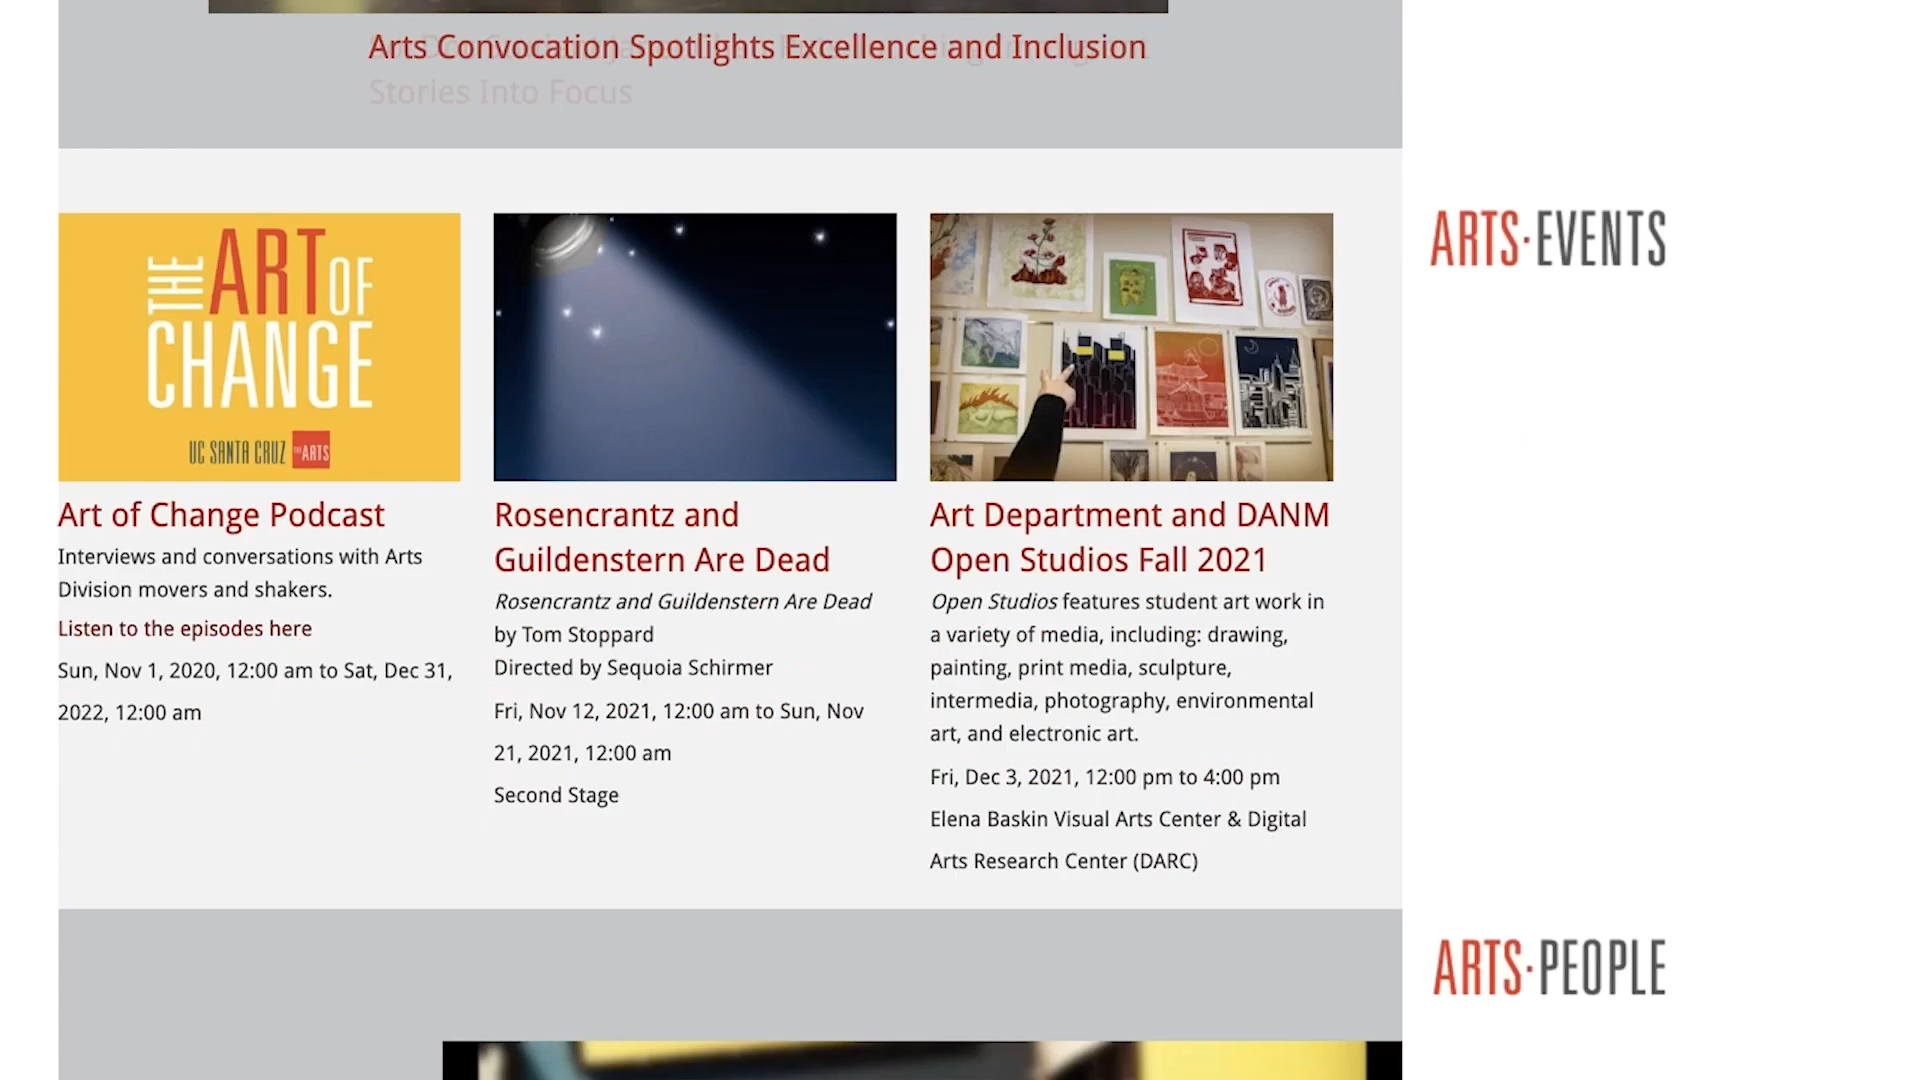 Arts Convocation Spotlights Excellence and Inclusion
Stories Into Focus
ARTS·EVENTS
THE ART OF
CHANGE
UC SANTA CRUZ THE ARTS
Art of Change Podcast
Interviews and conversations with Arts
Division movers and shakers.
Listen to the episodes here
Sun, Nov 1, 2020, 12:00 am to Sat, Dec 31,
2022, 12:00 am
Rosencrantz and
Guildenstern Are Dead
Rosencrantz and Guildenstern Are Dead
by Tom Stoppard
Directed by Sequoia Schirmer
Fri, Nov 12, 2021, 12:00 am to Sun, Nov
21, 2021, 12:00 am
Second Stage
Art Department and DANM
Open Studios Fall 2021
Open Studios features student art work in
a variety of media, including: drawing,
painting, print media, sculpture,
intermedia, photography, environmental
art, and electronic art.
Fri, Dec 3, 2021, 12:00 pm to 4:00 pm
Elena Baskin Visual Arts Center & Digital
Arts Research Center (DARC)
ARTS·PEOPLE